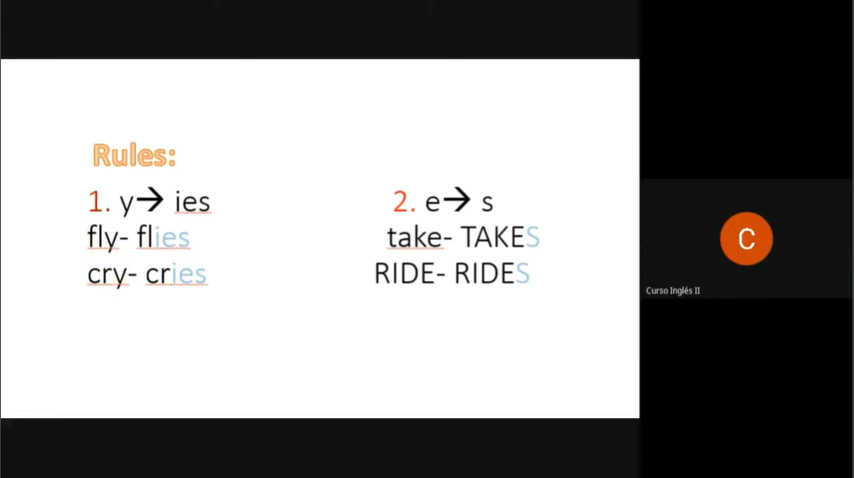 Rules:
1. y→ ies
fly- flies
cry- cries
2. e→ s
take- TAKES
RIDE- RIDES
C
Curso Inglés II